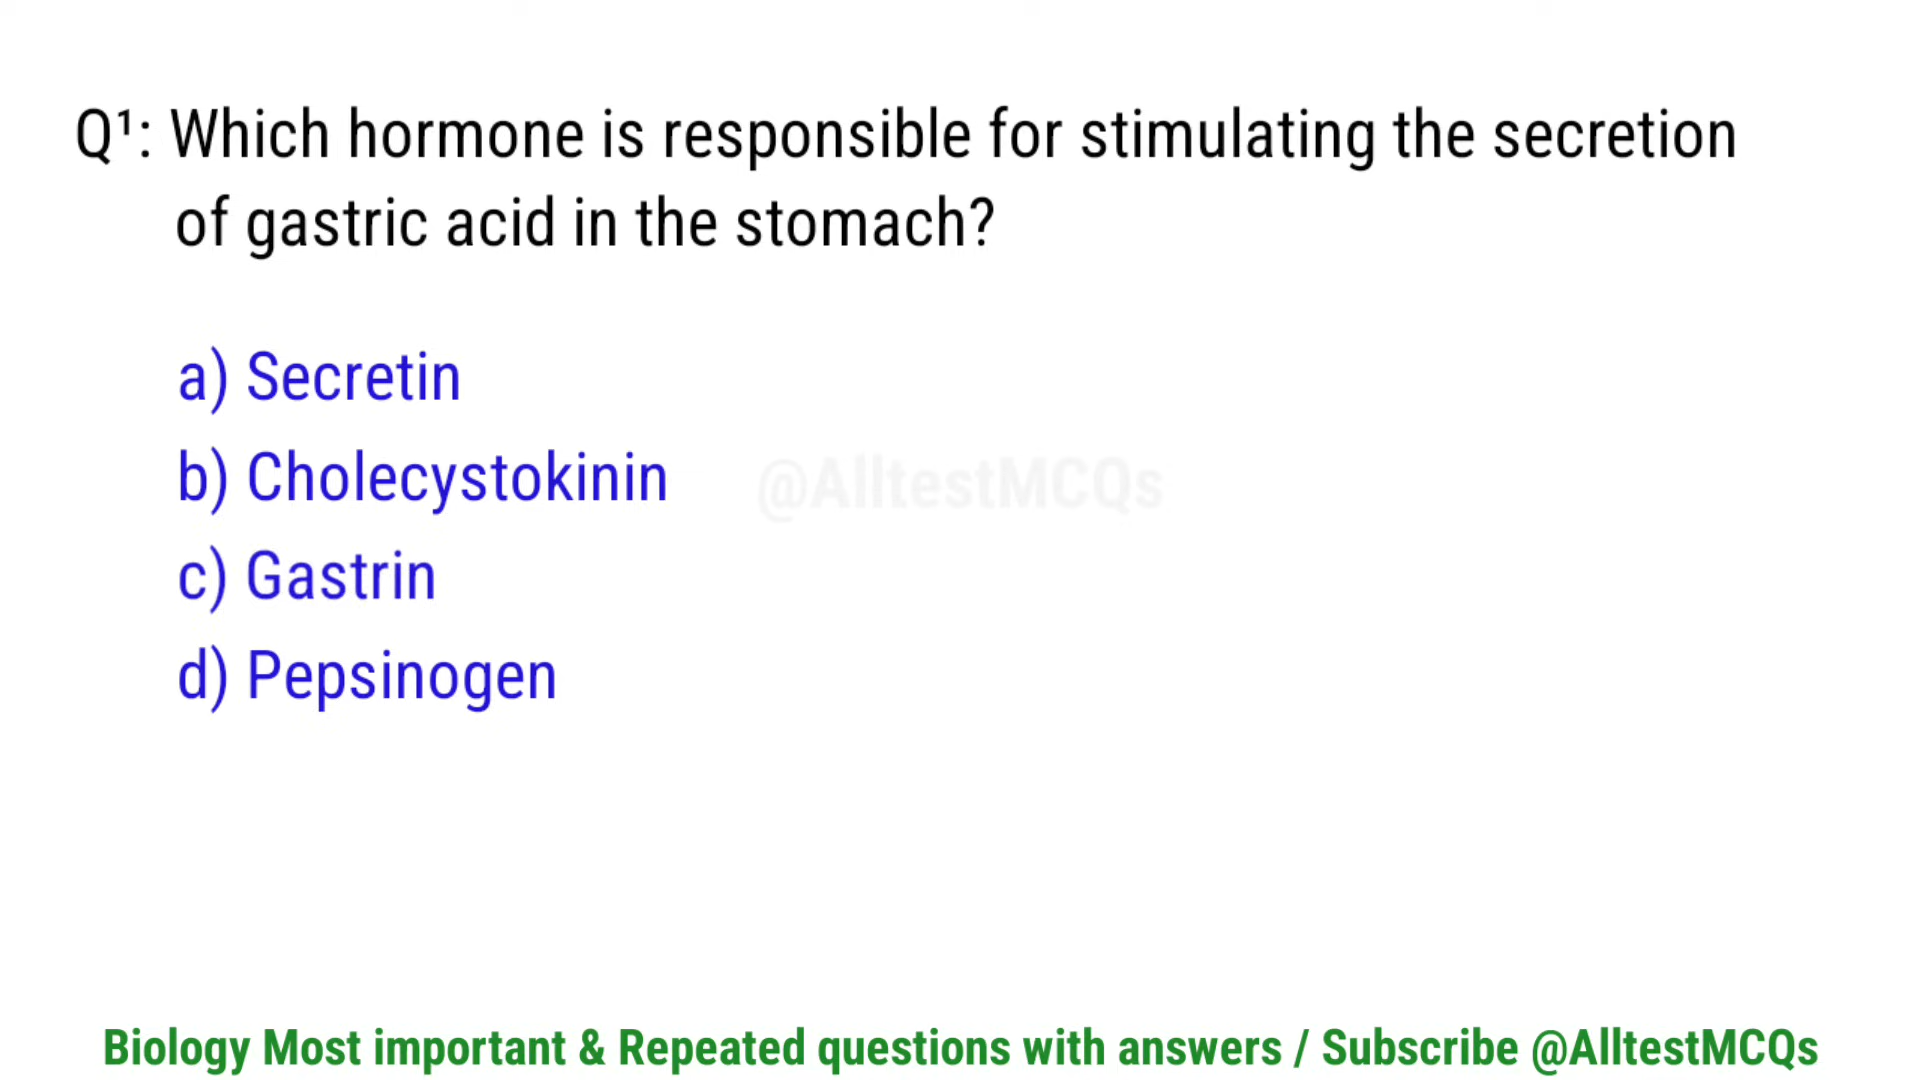 Q¹: Which hormone is responsible for stimulating the secretion
of gastric acid in the stomach?
a) Secretin
b) Cholecystokinin
@AlltestMCQs
c) Gastrin
d) Pepsinogen
Biology Most important & Repeated questions with answers / Subscribe @AlltestMCQs